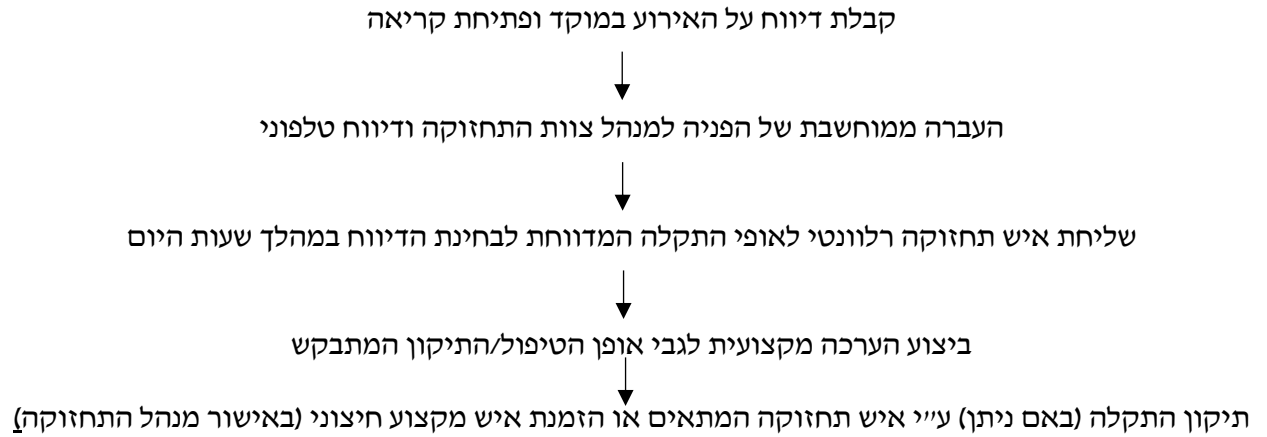 קבלת דיווח על האירוע במוקד ופתיחת קריאה
העברה ממוחשבת של הפניה למנהל צוות התחזוקה ודיווח טלפוני
שליחת איש תחזוקה רלוונטי לאופי התקלה המדווחת לבחינת הדיווח במהלך שעות היום
ביצוע הערכה מקצועית לגבי אופן הטיפול/התיקון המתבקש
תיקון התקלה (באם ניתן) ע״י איש תחזוקה המתאים או הזמנת איש מקצוע חיצוני (באישור מנהל התחזוקה)